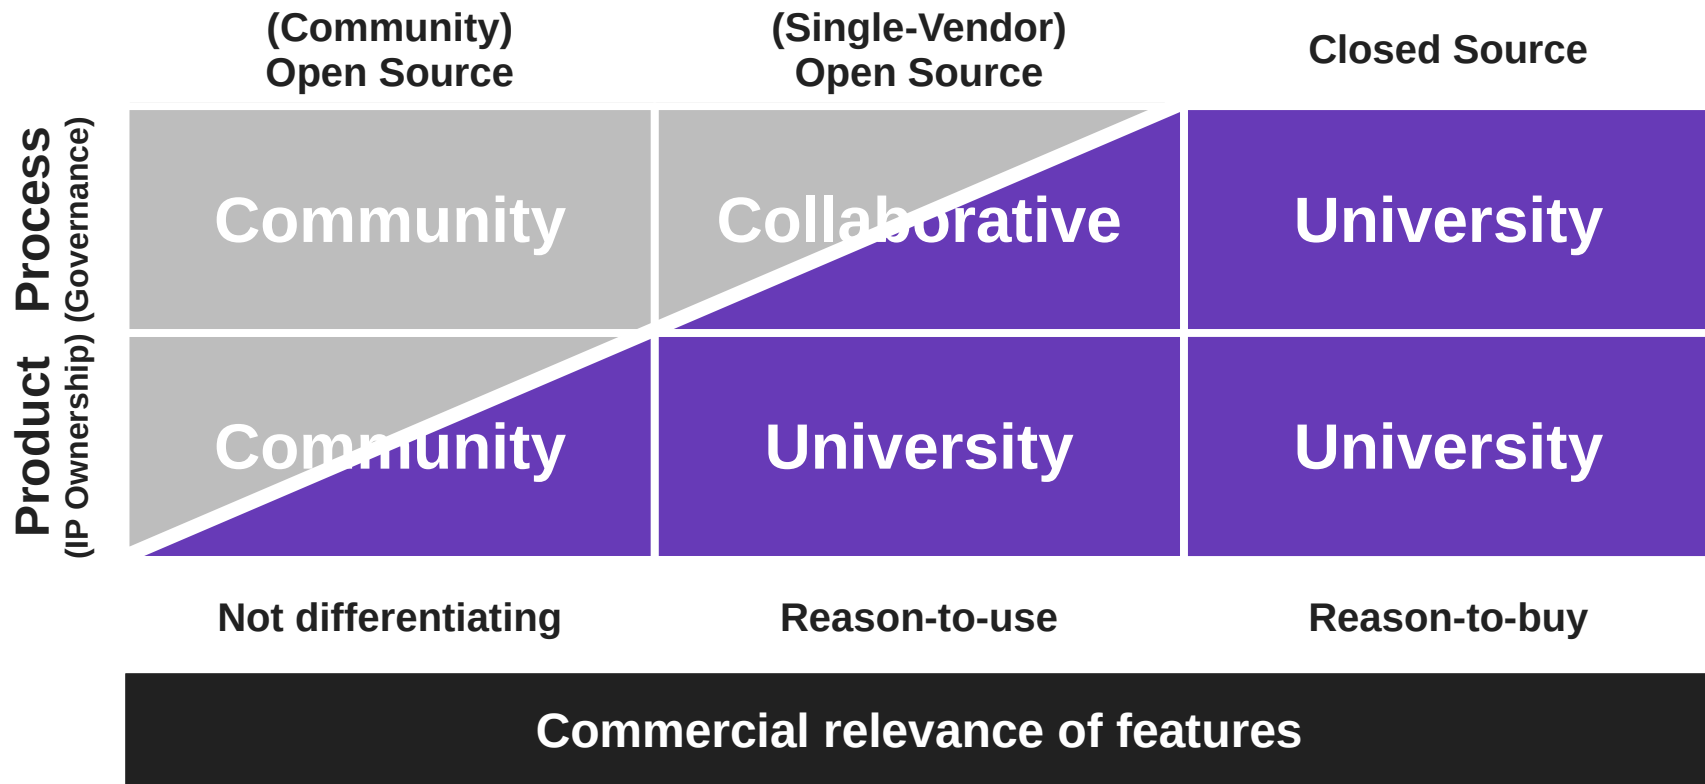 (Community)
Open Source
(Single-Vendor)
Open Source
Closed Source
Process
(Governance)
Community
Collaborative
University
Product
(IP Ownership)
Community
University
University
Not differentiating
Reason-to-use
Reason-to-buy
Commercial relevance of features